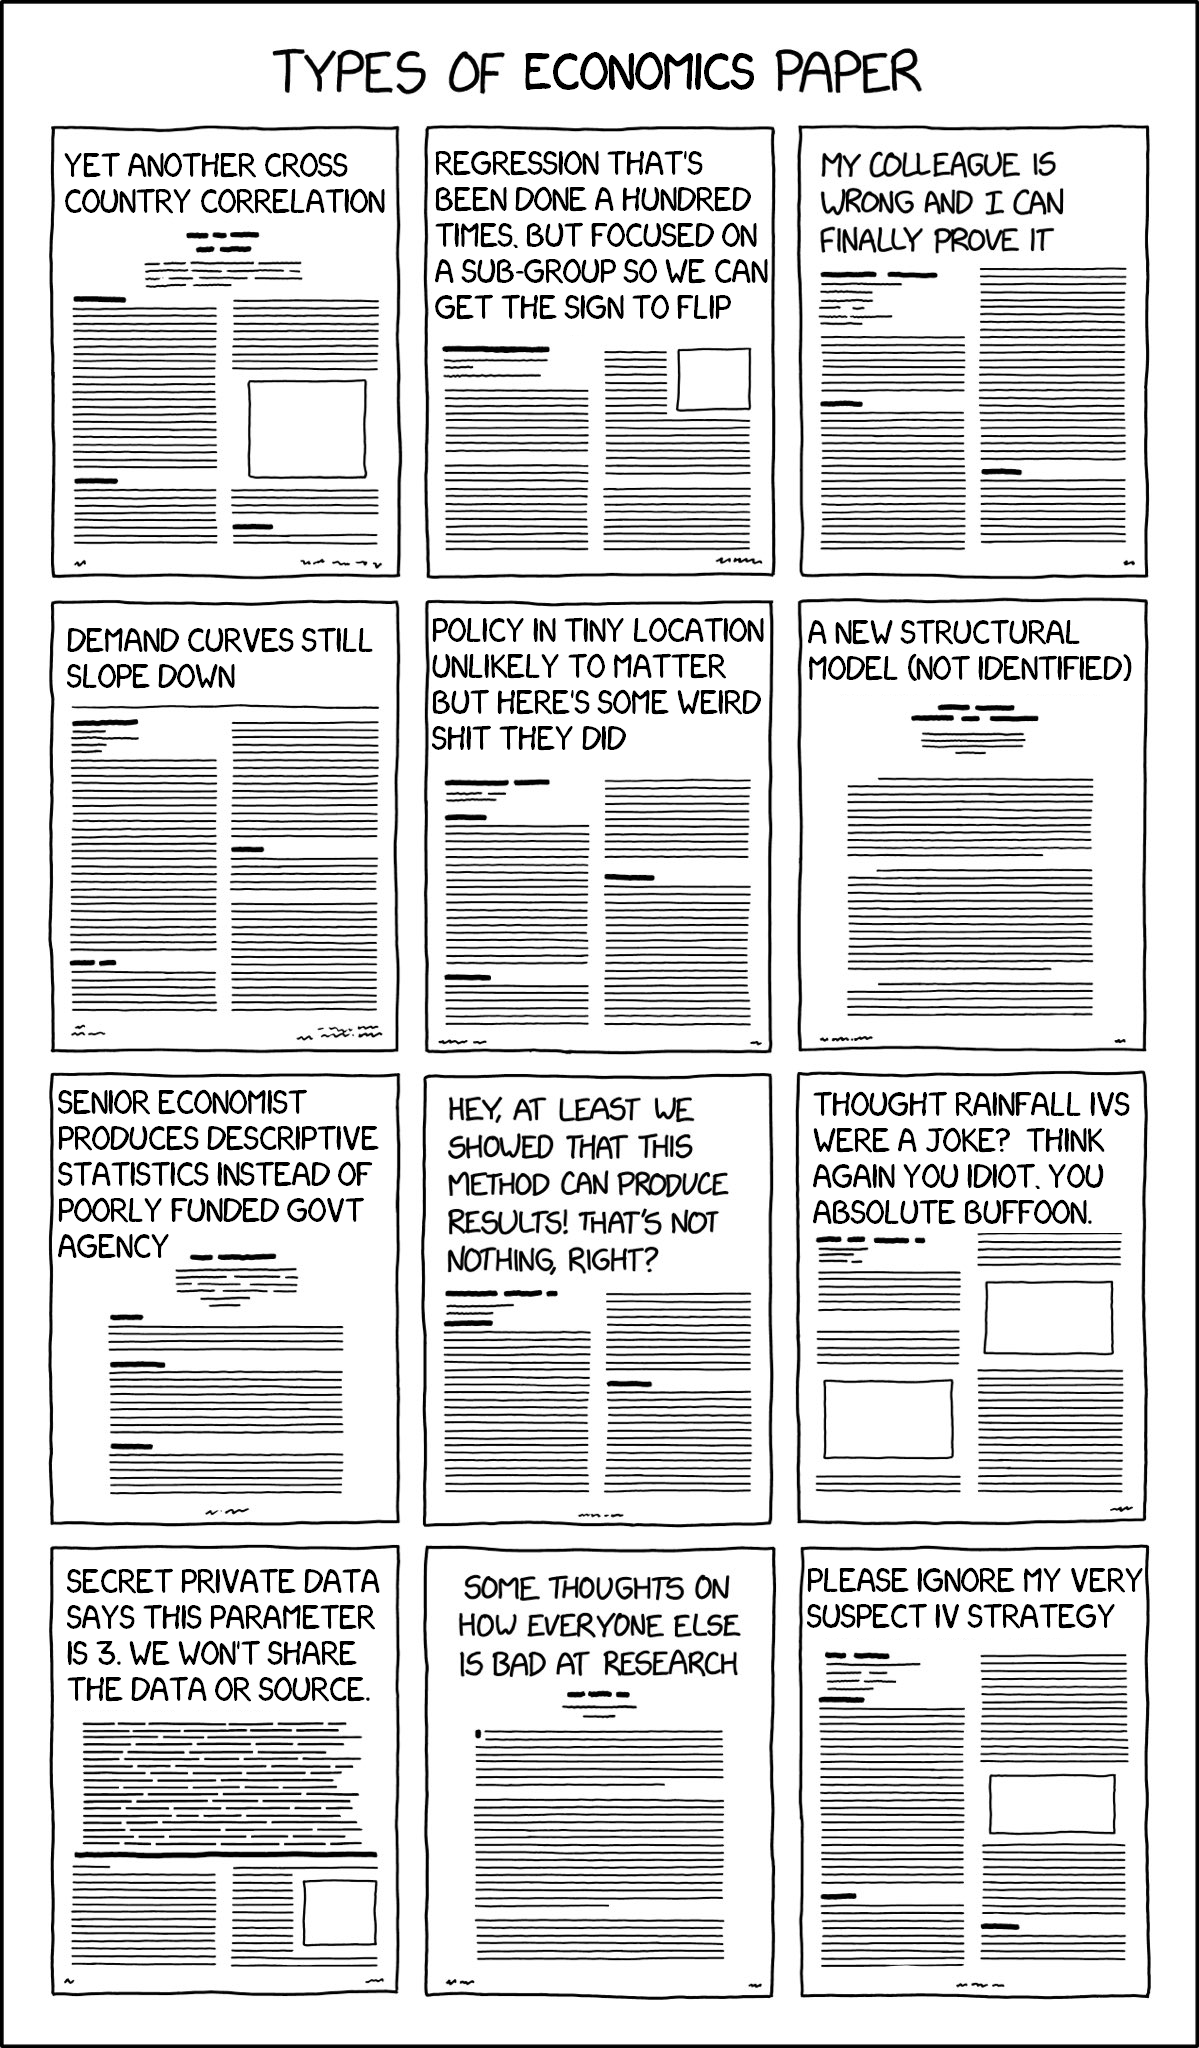 TYPES OF ECONOMICS PAPER
YET ANOTHER CROSS
COUNTRY CORRELATION
REGRESSION THAT'S
BEEN DONE A HUNDRED
TIMES. BUT FOCUSED ON
A SUB-GROUP SO WE CAN
GET THE SIGN TO FLIP
MY COLLEAGUE IS
WRONG AND I CAN
FINALLY PROVE IT
DEMAND CURVES STILL
SLOPE DOWN
POLICY IN TINY LOCATION
UNLIKELY TO MATTER
BUT HERE'S SOME WEIRD
SHIT THEY DID
A NEW STRUCTURAL
MODEL (NOT IDENTIFIED)
SENIOR ECONOMIST
PRODUCES DESCRIPTIVE
STATISTICS INSTEAD OF
POORLY FUNDED GOVT
AGENCY
HEY, AT LEAST WE
SHOWED THAT THIS
METHOD CAN PRODUCE
RESULTS! THAT'S NOT
NOTHING, RIGHT?
THOUGHT RAINFALL IVS
WERE A JOKE? THINK
AGAIN YOU IDIOT. YOU
ABSOLUTE BUFFOON.
SECRET PRIVATE DATA
SAYS THIS PARAMETER
IS 3. WE WON'T SHARE
THE DATA OR SOURCE.
SOME THOUGHTS ON
HOW EVERYONE ELSE
IS BAD AT RESEARCH
PLEASE IGNORE MY VERY
SUSPECT IV STRATEGY